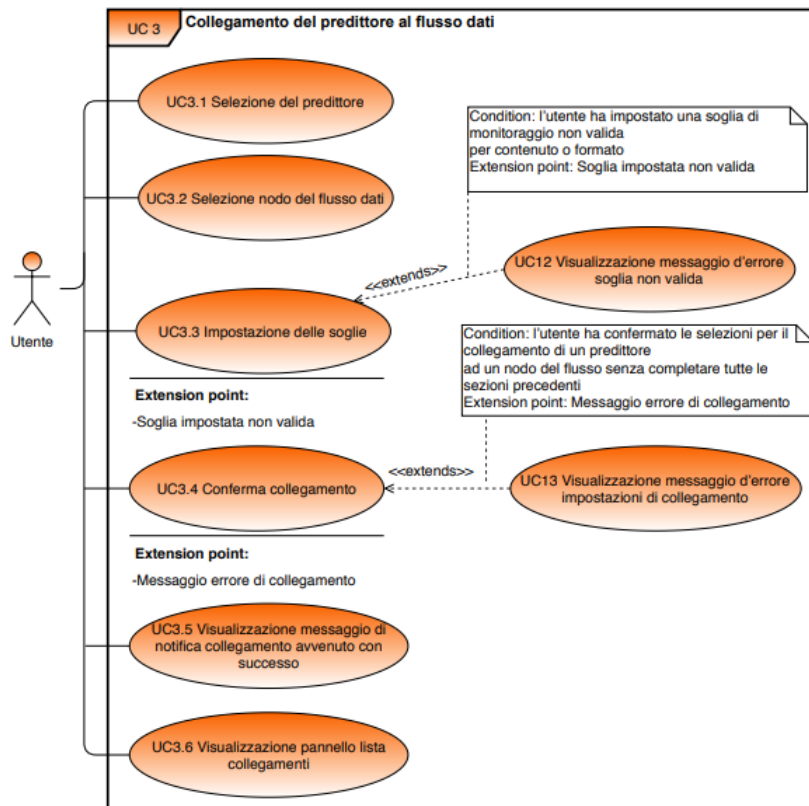 UC 3
Collegamento del predittore al flusso dati
UC3.1 Selezione del predittore
Condition: l'utente ha impostato una soglia di
monitoraggio non valida
per contenuto o formato
Extension point: Soglia impostata non valida
UC3.2 Selezione nodo del flusso dati
<<extends>>
UC12 Visualizzazione messaggio d'errore
soglia non valida
Utente
UC3.3 Impostazione delle soglie
Condition: l'utente ha confermato le selezioni per il
collegamento di un predittore
ad un nodo del flusso senza completare tutte le
sezioni precedenti
Extension point: Messaggio errore di collegamento
Extension point:
-Soglia impostata non valida
UC3.4 Conferma collegamento
<<extends>>
UC13 Visualizzazione messaggio d'errore
impostazioni di collegamento
Extension point:
-Messaggio errore di collegamento
UC3.5 Visualizzazione messaggio di
notifica collegamento avvenuto con
successo
UC3.6 Visualizzazione pannello lista
collegamenti